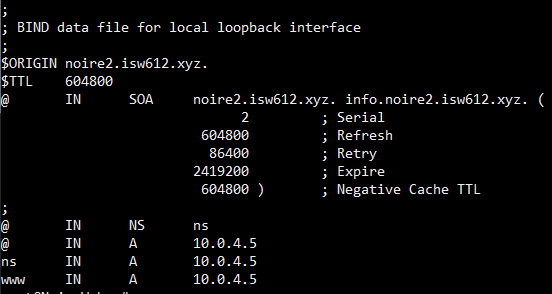 ;
; BIND data file for local loopback interface
;
$ORIGIN noire2.isw612.xyz.
$TTL    604800
@       IN      SOA     noire2.isw612.xyz. info.noire2.isw612.xyz. (
                              2         ; Serial
                         604800         ; Refresh
                          86400         ; Retry
                        2419200         ; Expire
                         604800 )       ; Negative Cache TTL
;
@       IN      NS      ns
@       IN      A       10.0.4.5
ns      IN      A       10.0.4.5
www     IN      A       10.0.4.5